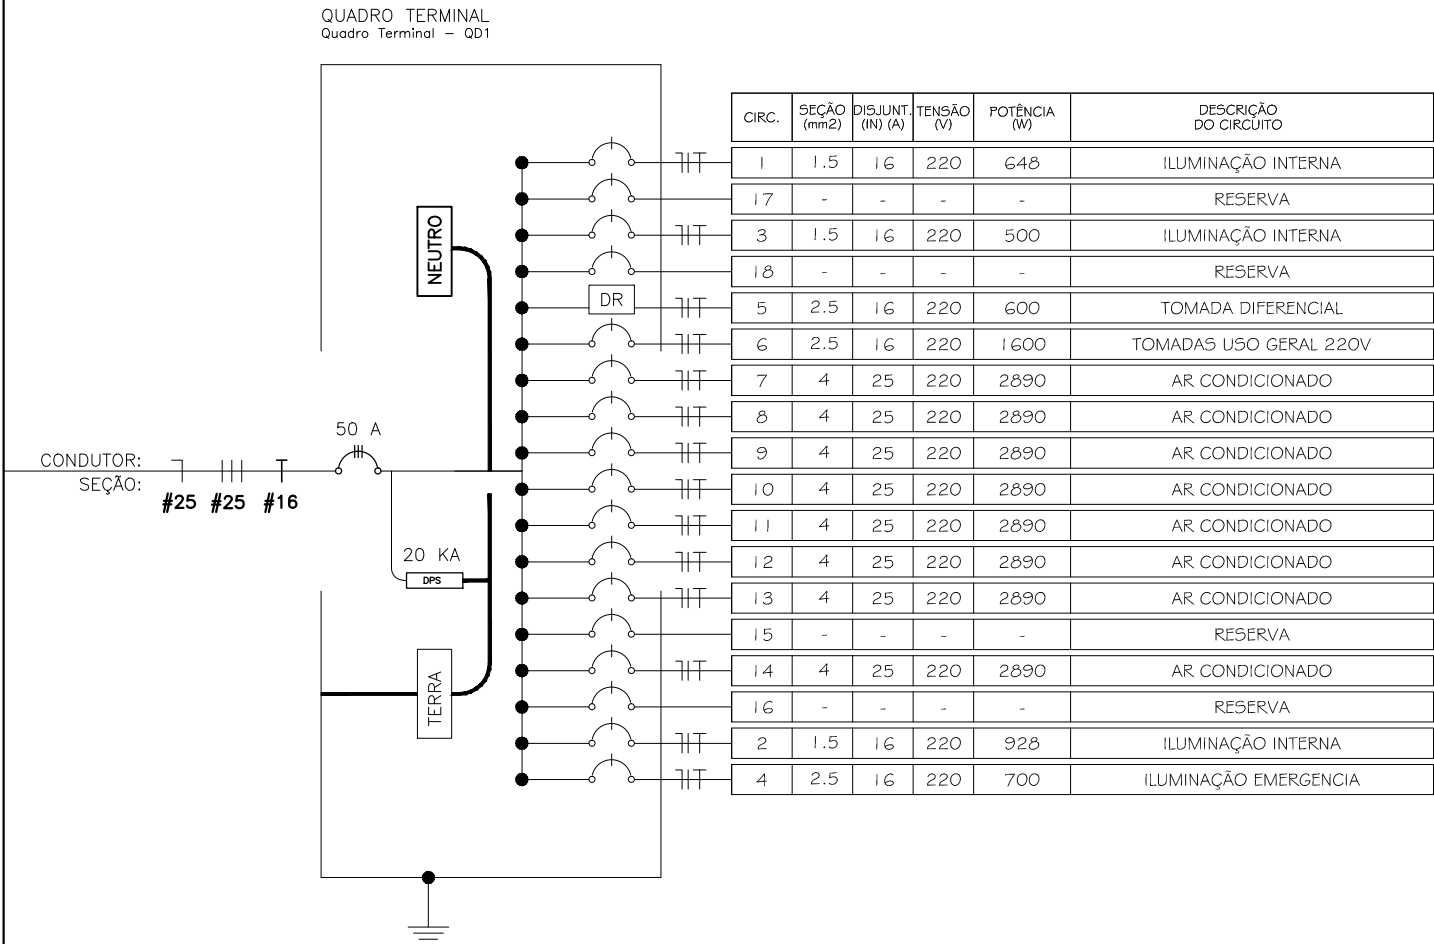 QUADRO TERMINAL
Quadro Terminal - QD1
CIRC. SEÇÃO (mm2) DISJUNT. (IN) (A) TENSÃO (V) POTÊNCIA (W) DESCRIÇÃO DO CIRCUITO
1 1.5 16 220 648 ILUMINAÇÃO INTERNA
17 - - - - RESERVA
3 1.5 16 220 500 ILUMINAÇÃO INTERNA
18 - - - - RESERVA
DR 5 2.5 16 220 600 TOMADA DIFERENCIAL
6 2.5 16 220 1600 TOMADAS USO GERAL 220V
7 4 25 220 2890 AR CONDICIONADO
8 4 25 220 2890 AR CONDICIONADO
9 4 25 220 2890 AR CONDICIONADO
10 4 25 220 2890 AR CONDICIONADO
11 4 25 220 2890 AR CONDICIONADO
12 4 25 220 2890 AR CONDICIONADO
13 4 25 220 2890 AR CONDICIONADO
15 - - - - RESERVA
14 4 25 220 2890 AR CONDICIONADO
16 - - - - RESERVA
2 1.5 16 220 928 ILUMINAÇÃO INTERNA
4 2.5 16 220 700 ILUMINAÇÃO EMERGENCIA
NEUTRO
50 A
CONDUTOR:
SEÇÃO:
#25 #25 #16
20 KA
DPS
TERRA